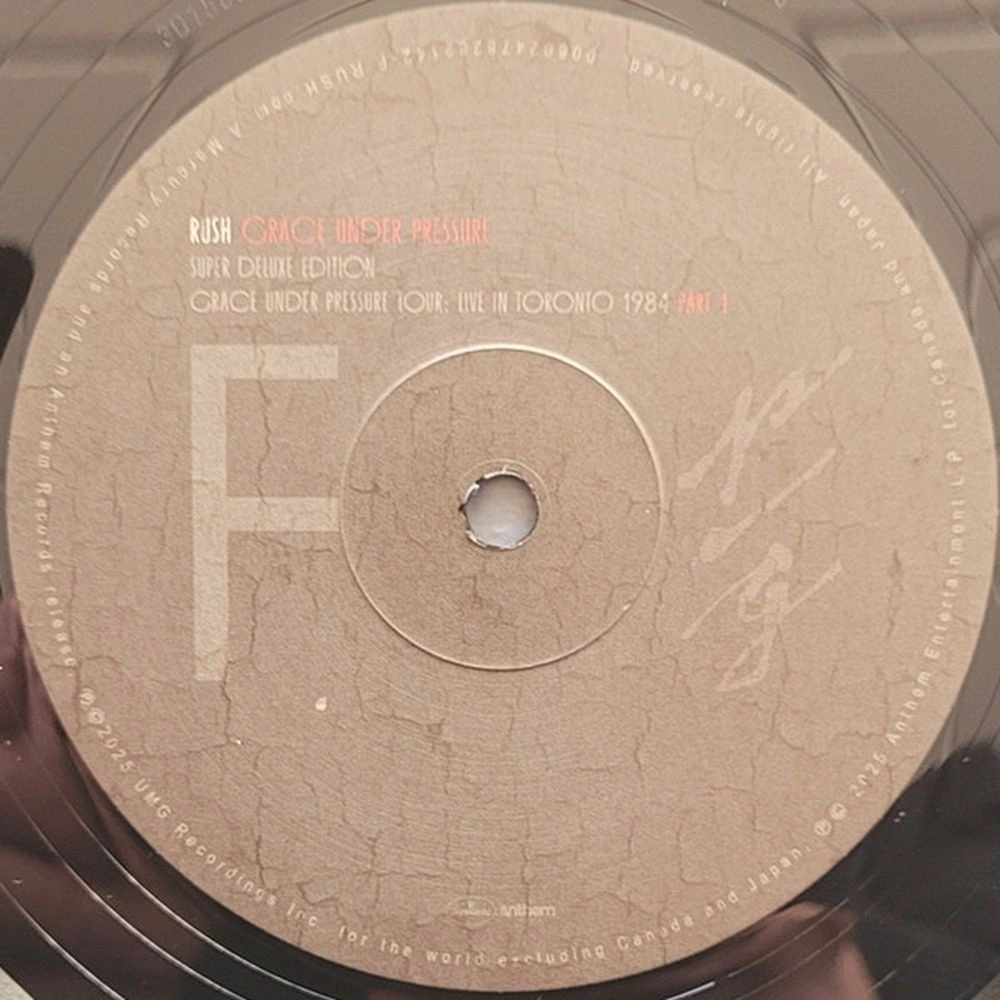 RUSH GRACE UNDER PRESSURE
SUPER DELUXE EDITION
GRACE UNDER PRESSURE TOUR: LIVE IN TORONTO 1984 PART 1
F
anthem
℗©2025 UMG Recordings Inc. for the world excluding Canada and Japan, ℗© 2025 Anthem Entertainment L.P. for Canada and Japan. All rights reserved.
RUSH.com A Mercury Records and an Anthem Records release.